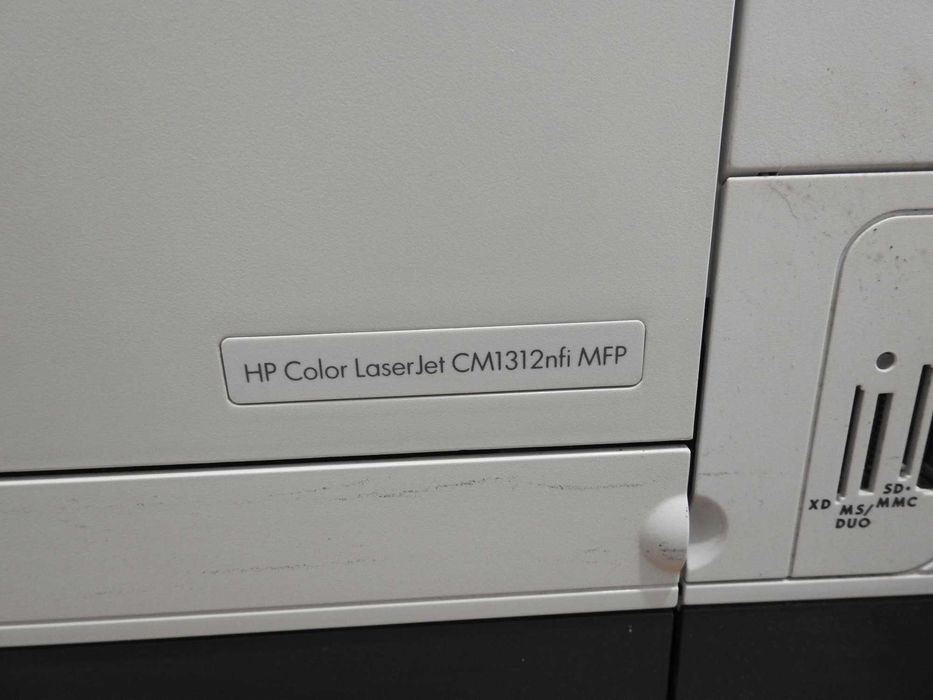 HP Color LaserJet CM1312nfi MFP
XD
MS/
DUO
SD•
MMC